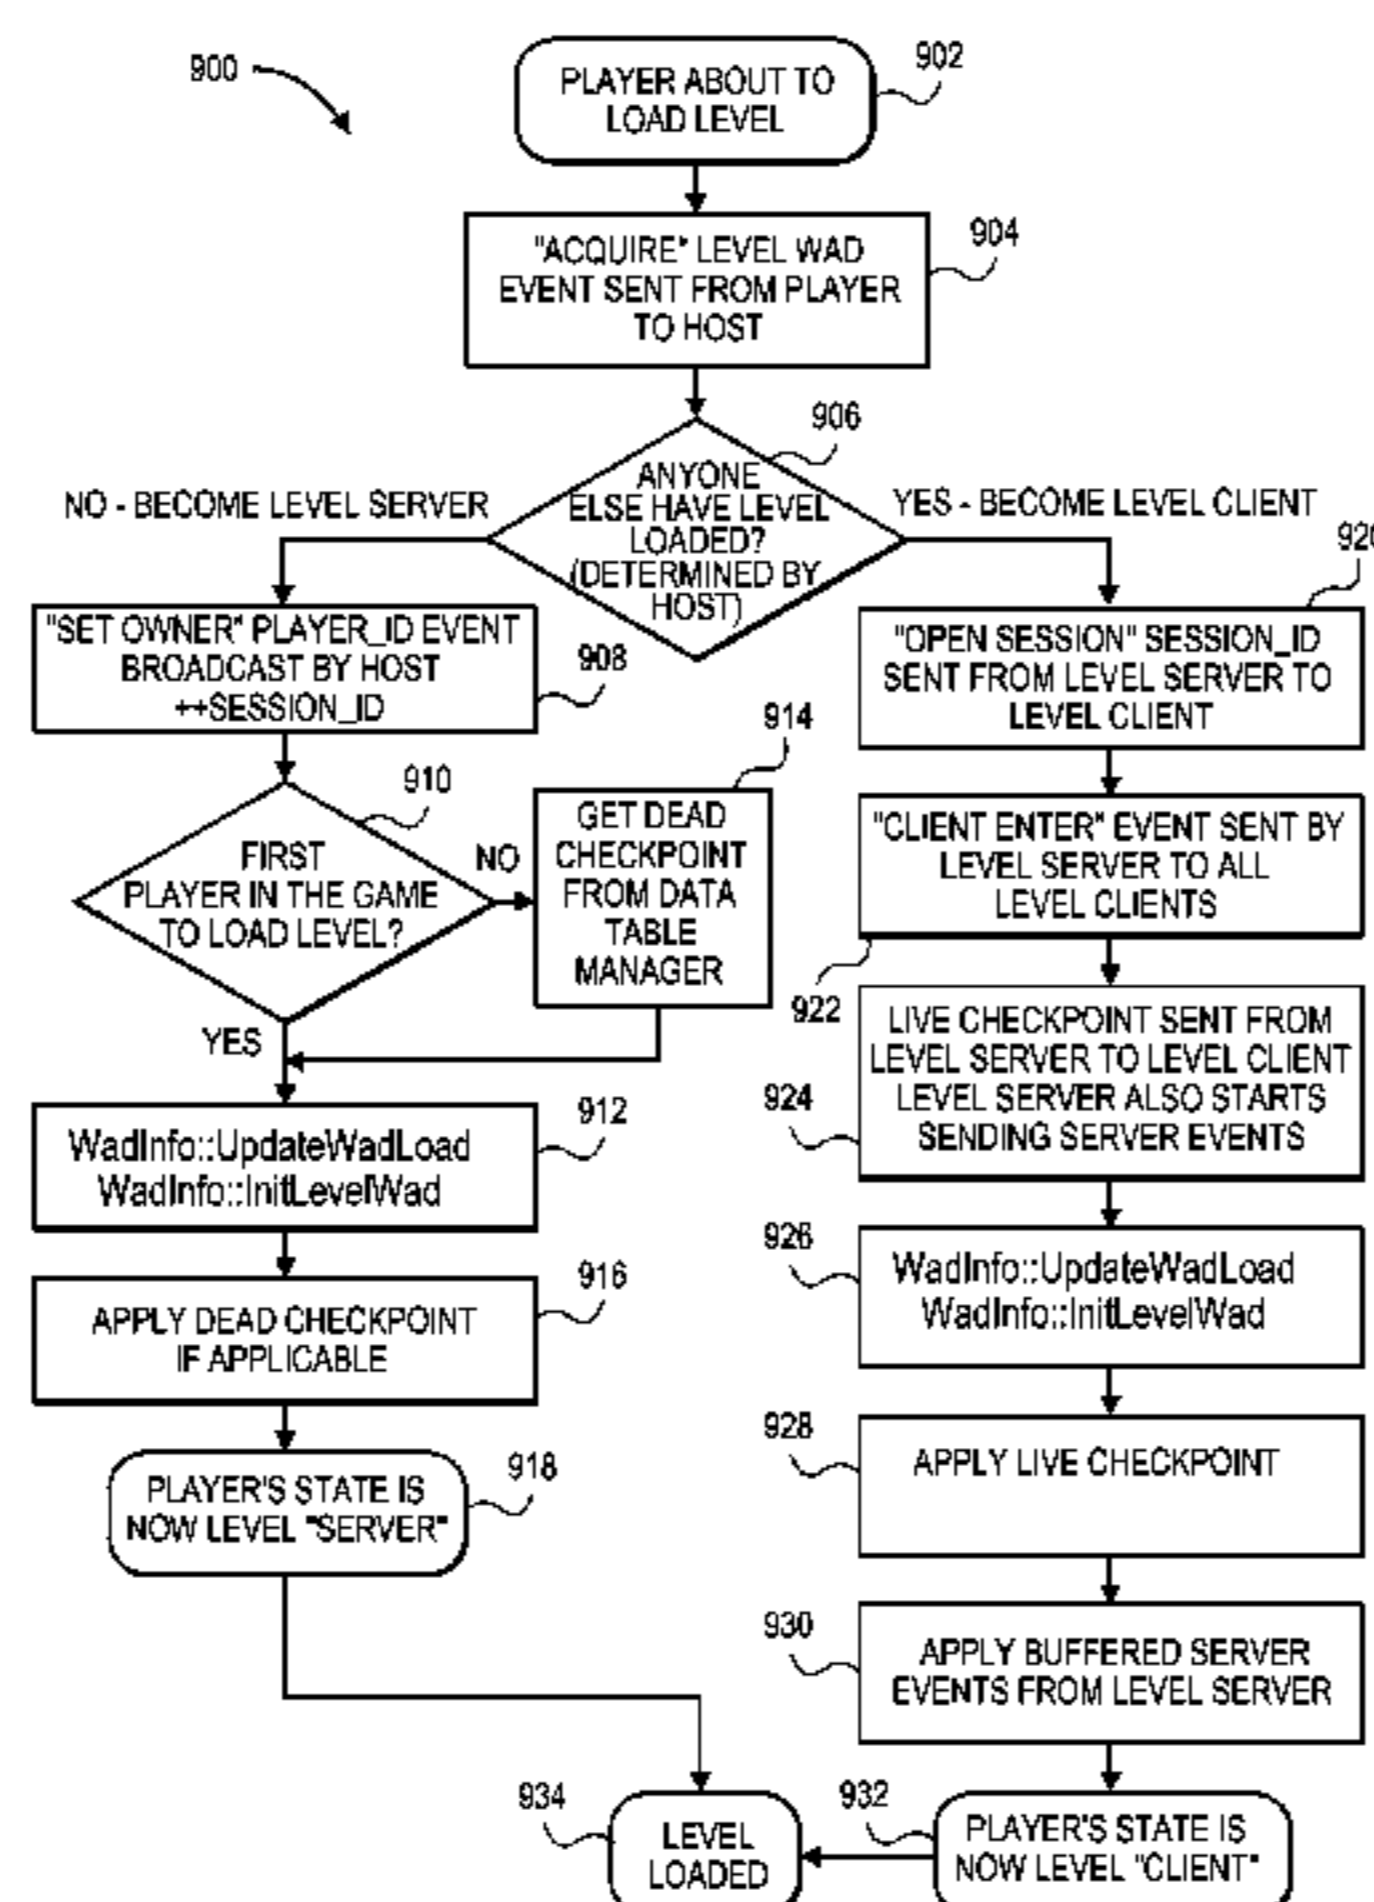 900
PLAYER ABOUT TO
LOAD LEVEL
902
"ACQUIRE" LEVEL WAD
EVENT SENT FROM PLAYER
TO HOST
904
906
ANYONE
ELSE HAVE LEVEL
LOADED?
(DETERMINED BY
HOST)
NO - BECOME LEVEL SERVER
YES - BECOME LEVEL CLIENT
"SET OWNER" PLAYER_ID EVENT
BROADCAST BY HOST
++SESSION_ID
908
910
FIRST
PLAYER IN THE GAME
TO LOAD LEVEL?
NO
YES
914
GET DEAD
CHECKPOINT
FROM DATA
TABLE
MANAGER
912
WadInfo::UpdateWadLoad
WadInfo::InitLevelWad
916
APPLY DEAD CHECKPOINT
IF APPLICABLE
918
PLAYER'S STATE IS
NOW LEVEL "SERVER"
920
"OPEN SESSION" SESSION_ID
SENT FROM LEVEL SERVER TO
LEVEL CLIENT
"CLIENT ENTER" EVENT SENT BY
LEVEL SERVER TO ALL
LEVEL CLIENTS
922
LIVE CHECKPOINT SENT FROM
LEVEL SERVER TO LEVEL CLIENT
LEVEL SERVER ALSO STARTS
SENDING SERVER EVENTS
924
926
WadInfo::UpdateWadLoad
WadInfo::InitLevelWad
928
APPLY LIVE CHECKPOINT
930
APPLY BUFFERED SERVER
EVENTS FROM LEVEL SERVER
932
PLAYER'S STATE IS
NOW LEVEL "CLIENT"
934
LEVEL
LOADED